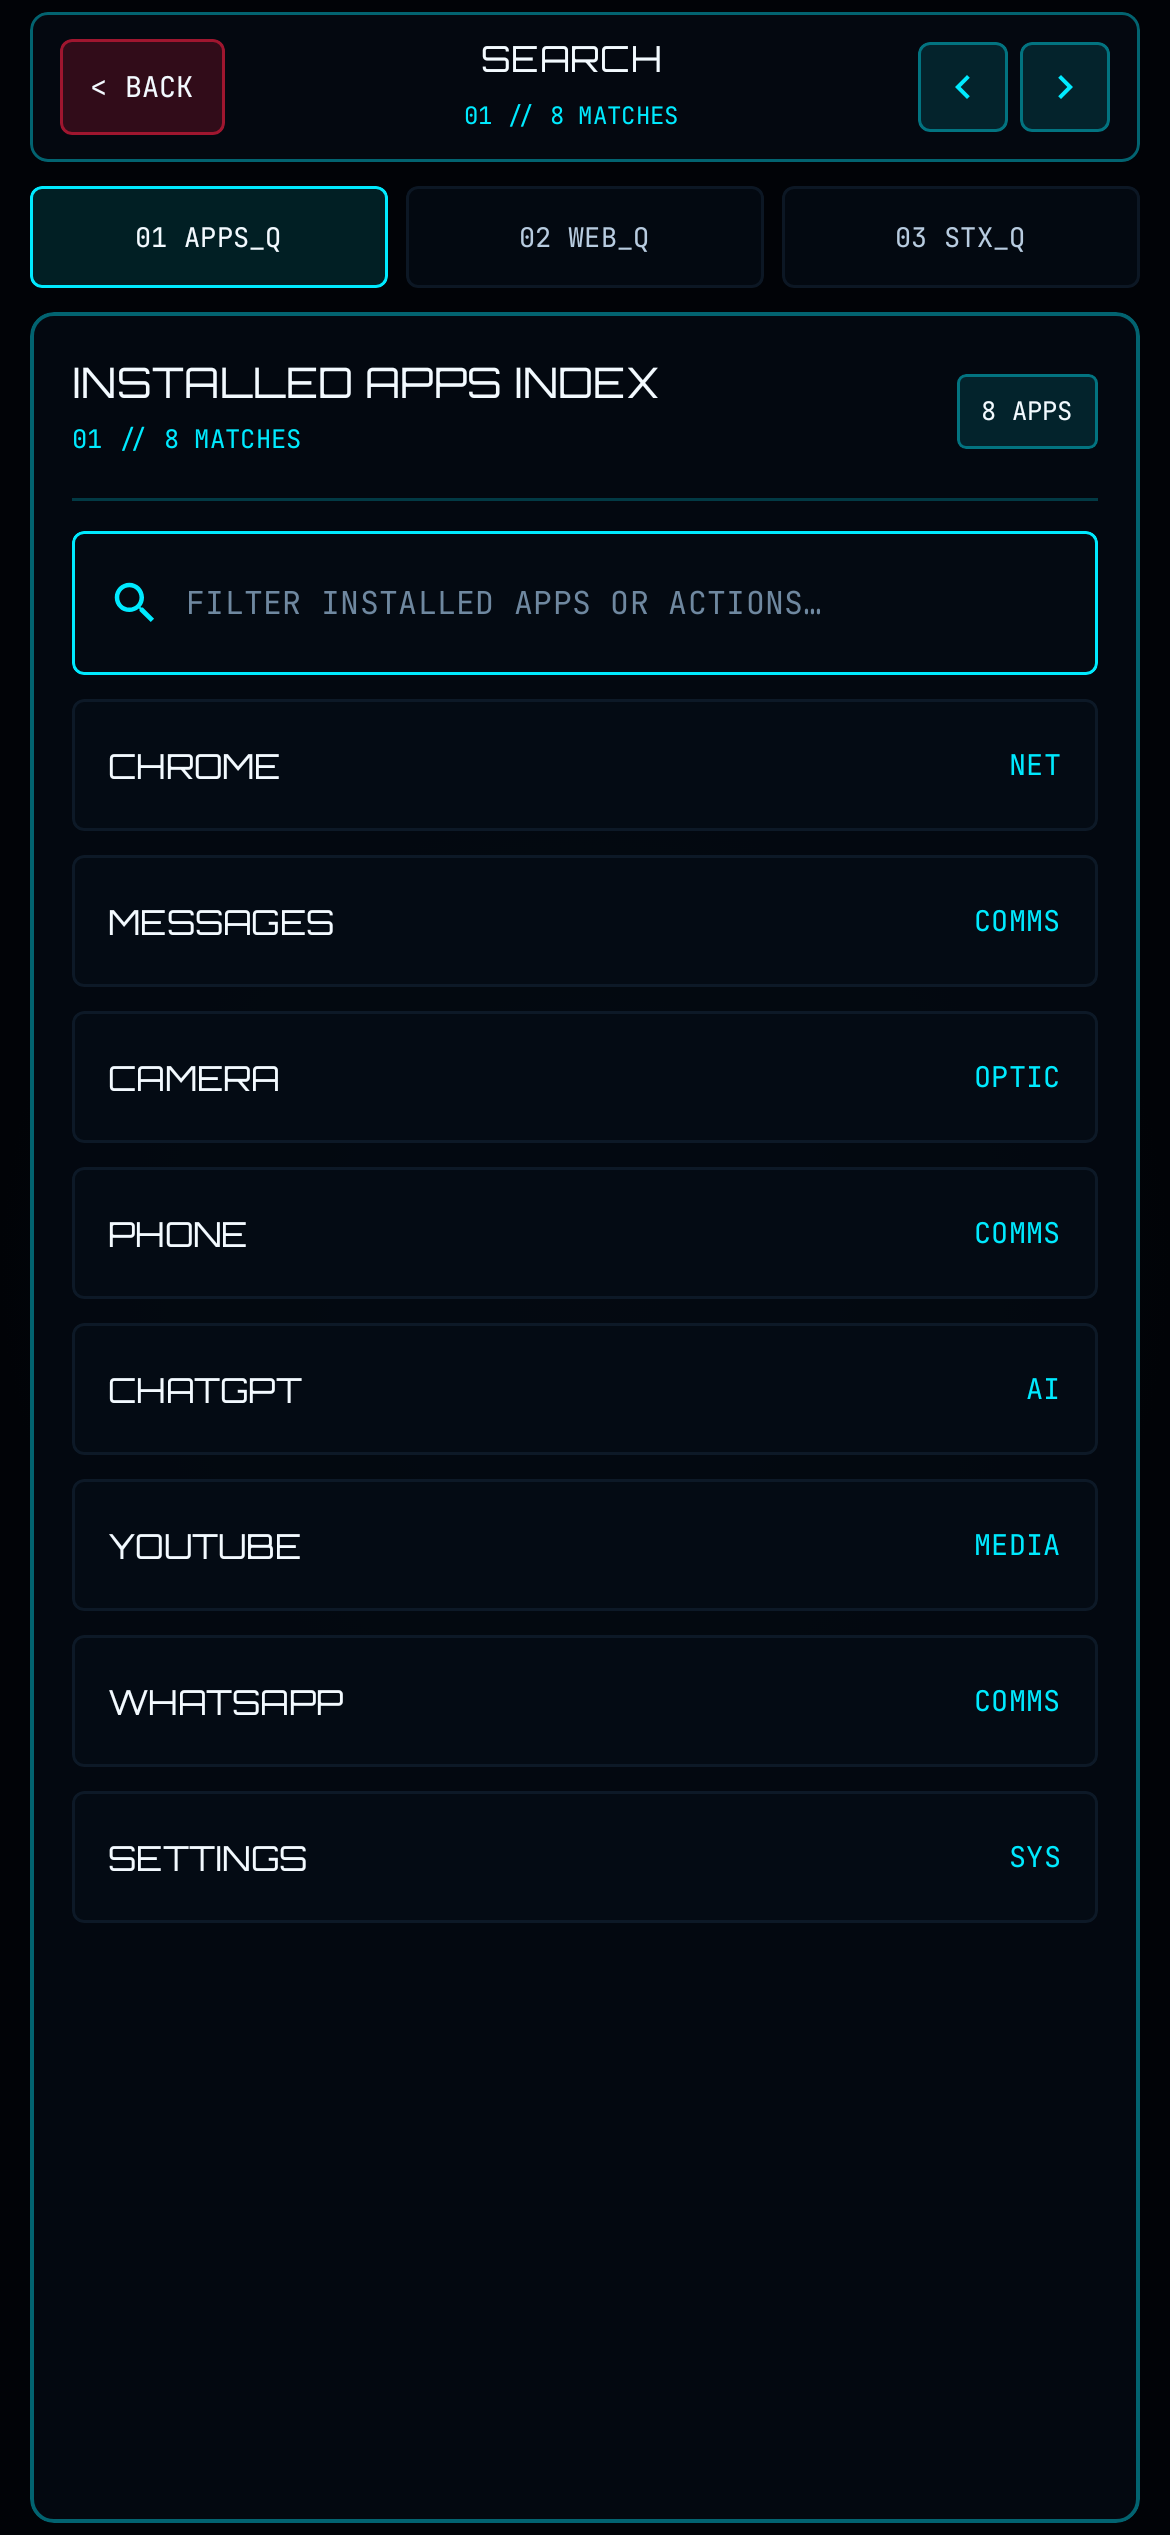 < BACK
SEARCH
01 // 8 MATCHES
01 APPS_Q
02 WEB_Q
03 STX_Q
INSTALLED APPS INDEX
01 // 8 MATCHES
8 APPS
FILTER INSTALLED APPS OR ACTIONS…
CHROME NET
MESSAGES COMMS
CAMERA OPTIC
PHONE COMMS
CHATGPT AI
YOUTUBE MEDIA
WHATSAPP COMMS
SETTINGS SYS